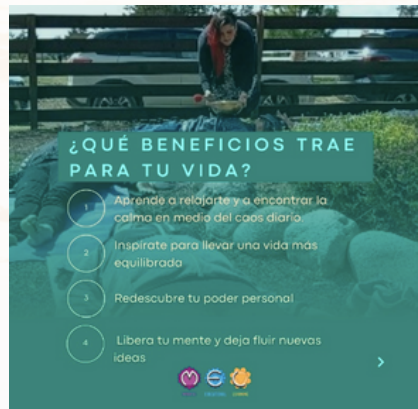 ¿QUÉ BENEFICIOS TRAE
PARA TU VIDA?
1
Aprende a relajarte y a encontrar la
calma en medio del caos diario.
2
Inspírate para llevar una vida más
equilibrada
3
Redescubre tu poder personal
4
Libera tu mente y deja fluir nuevas
ideas